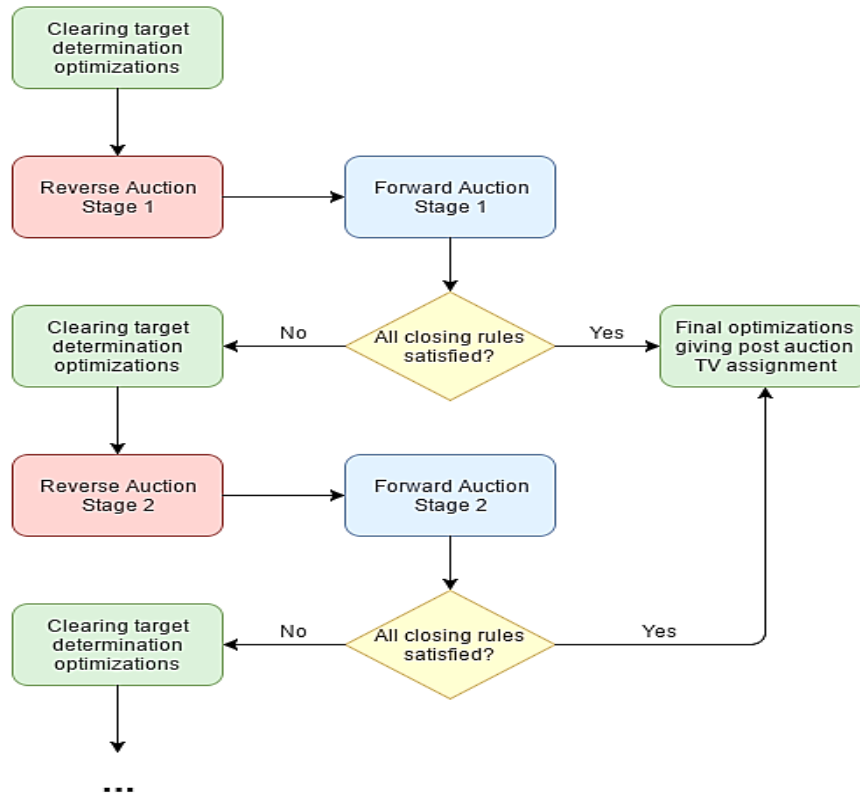 Clearing target
determination
optimizations
Reverse Auction
Stage 1
Forward Auction
Stage 1
Clearing target
determination
optimizations
No
All closing rules
satisfied?
Yes
Final optimizations
giving post auction
TV assignment
Reverse Auction
Stage 2
Forward Auction
Stage 2
Clearing target
determination
optimizations
No
All closing rules
satisfied?
Yes
...